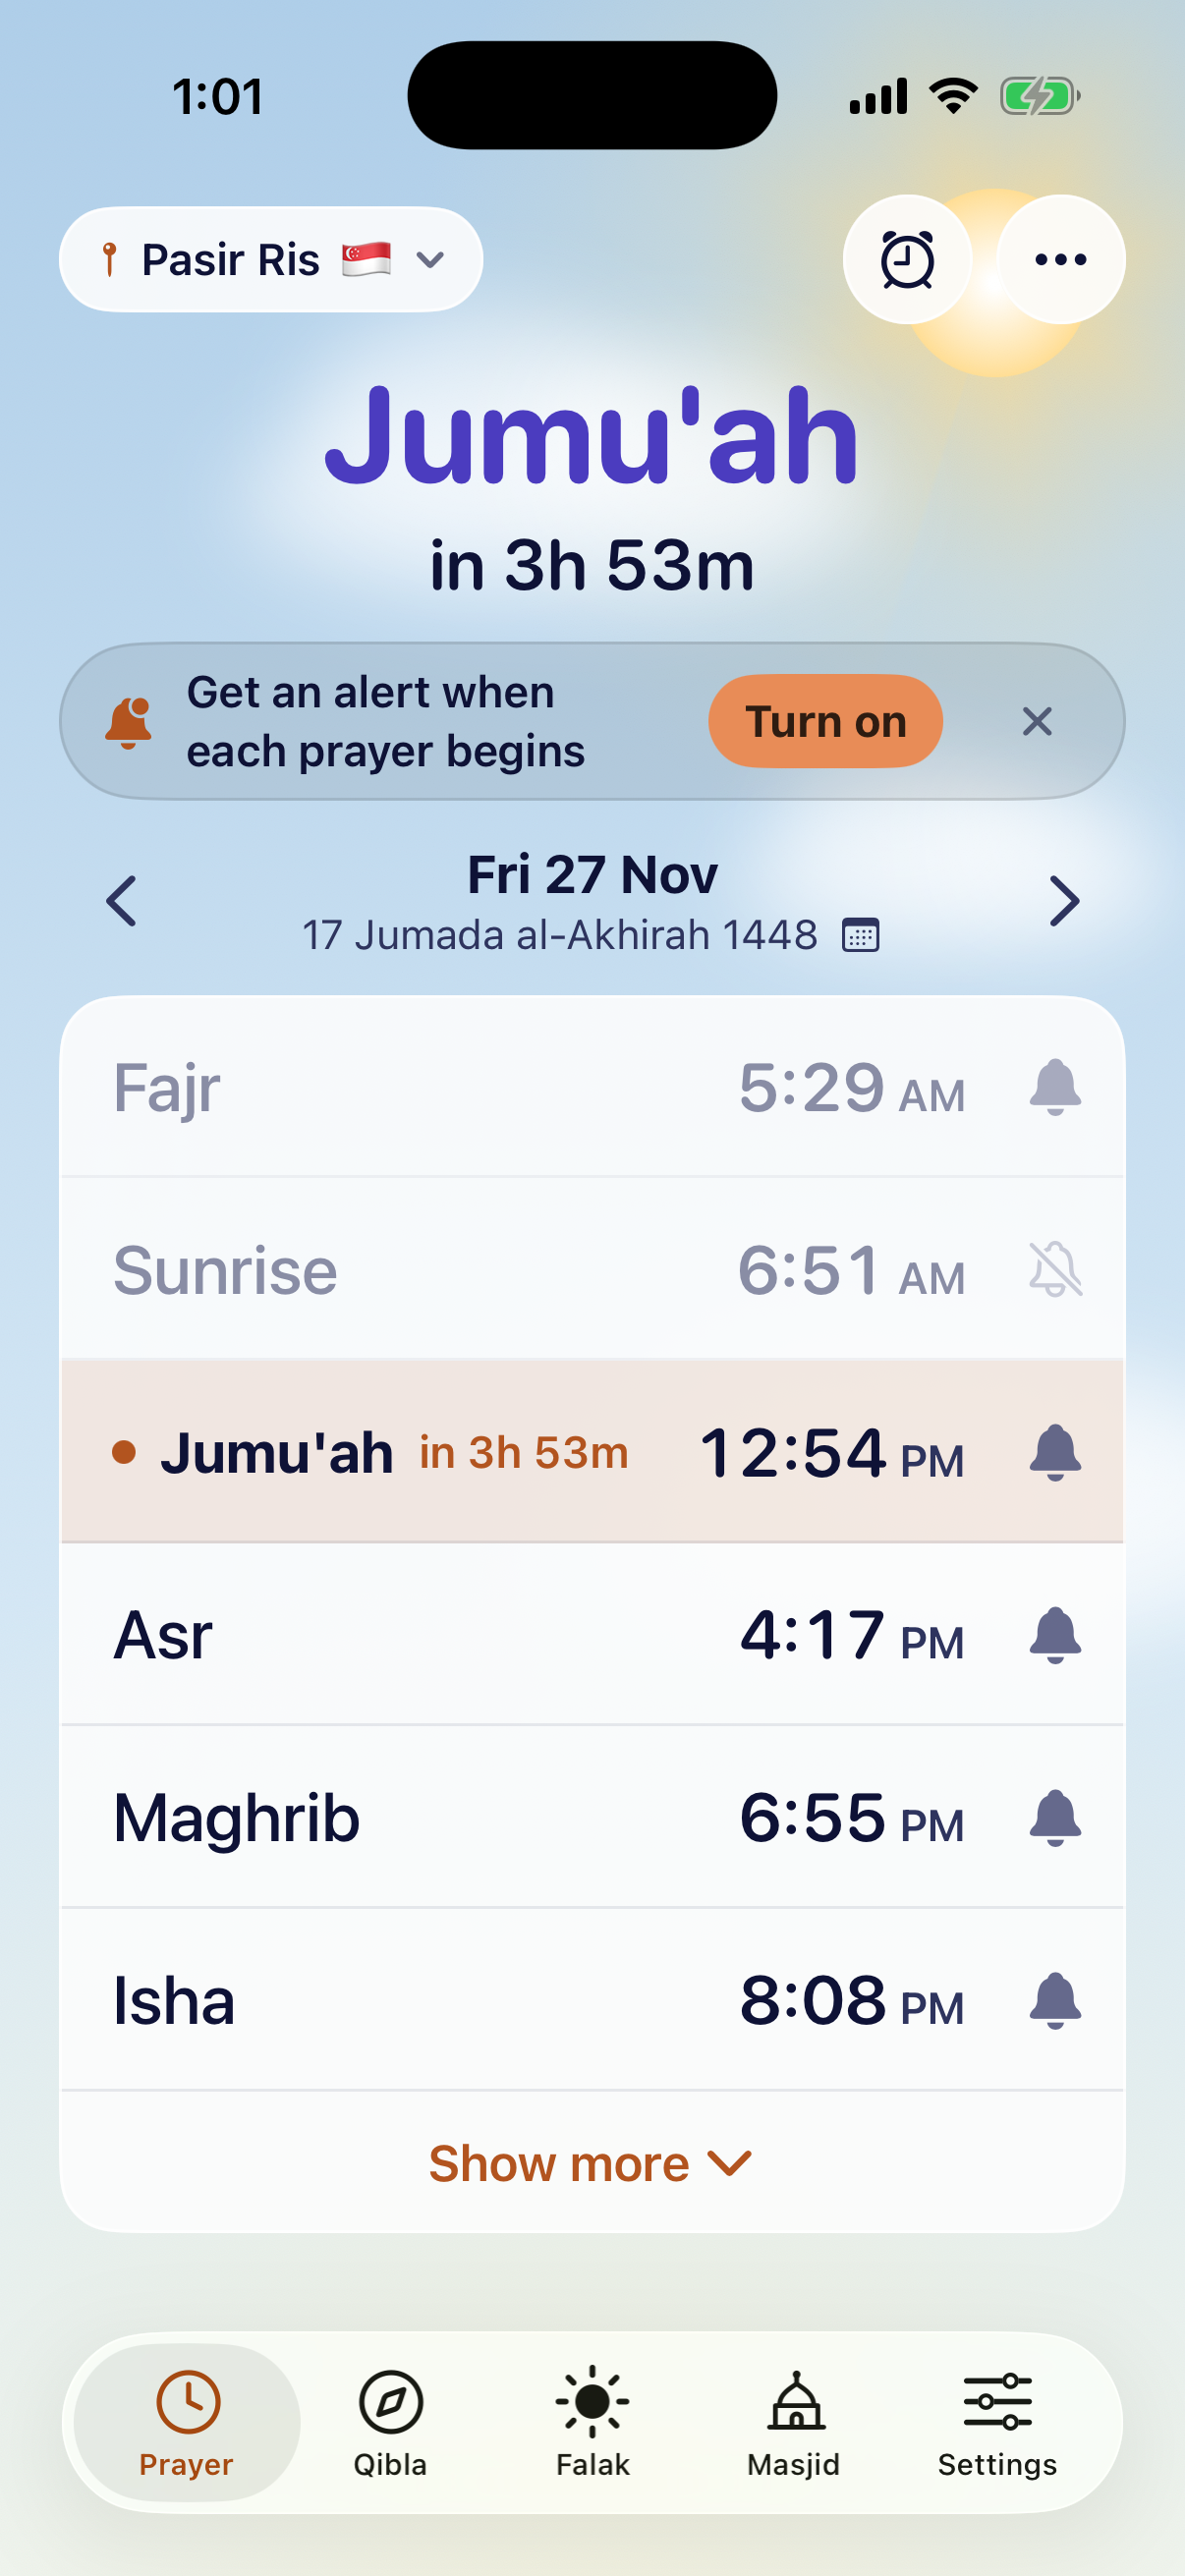 1:01
Pasir Ris 🇸🇬
Jumu'ah
in 3h 53m
Get an alert when
each prayer begins
Turn on
Fri 27 Nov
17 Jumada al-Akhirah 1448
Fajr 5:29 AM
Sunrise 6:51 AM
Jumu'ah in 3h 53m 12:54 PM
Asr 4:17 PM
Maghrib 6:55 PM
Isha 8:08 PM
Show more
Prayer Qibla Falak Masjid Settings